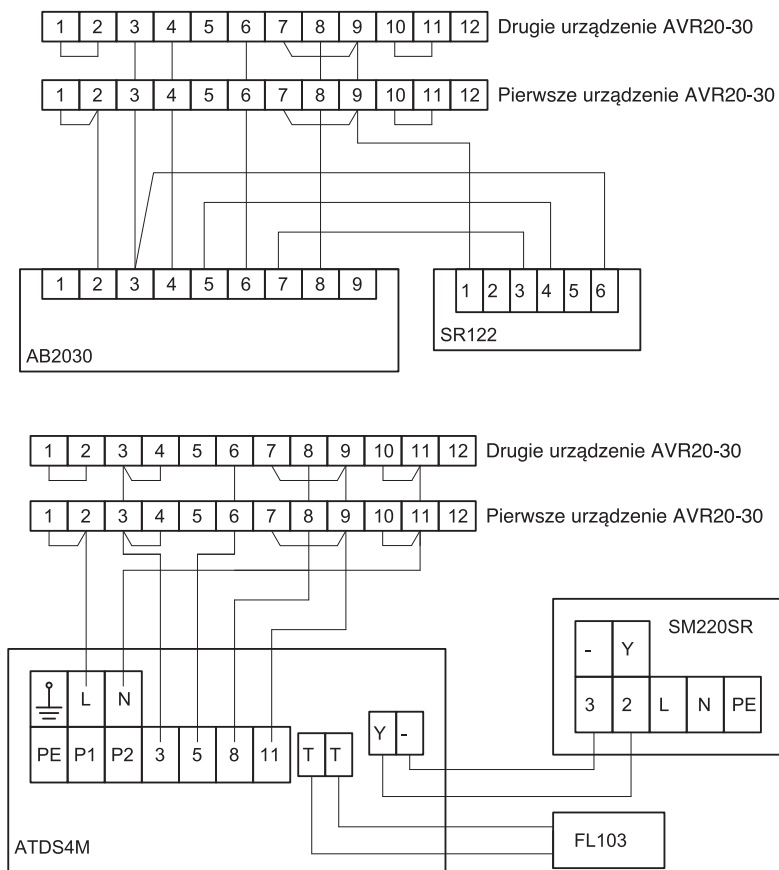 1 2 3 4 5 6 7 8 9 10 11 12 Drugie urządzenie AVR20-30
1 2 3 4 5 6 7 8 9 10 11 12 Pierwsze urządzenie AVR20-30
1 2 3 4 5 6 7 8 9
1 2 3 4 5 6
AB2030
SR122
1 2 3 4 5 6 7 8 9 10 11 12 Drugie urządzenie AVR20-30
1 2 3 4 5 6 7 8 9 10 11 12 Pierwsze urządzenie AVR20-30
SM220SR
- Y
3 2 L N PE
L N
PE P1 P2 3 5 8 11
T T
Y -
ATDS4M
FL103